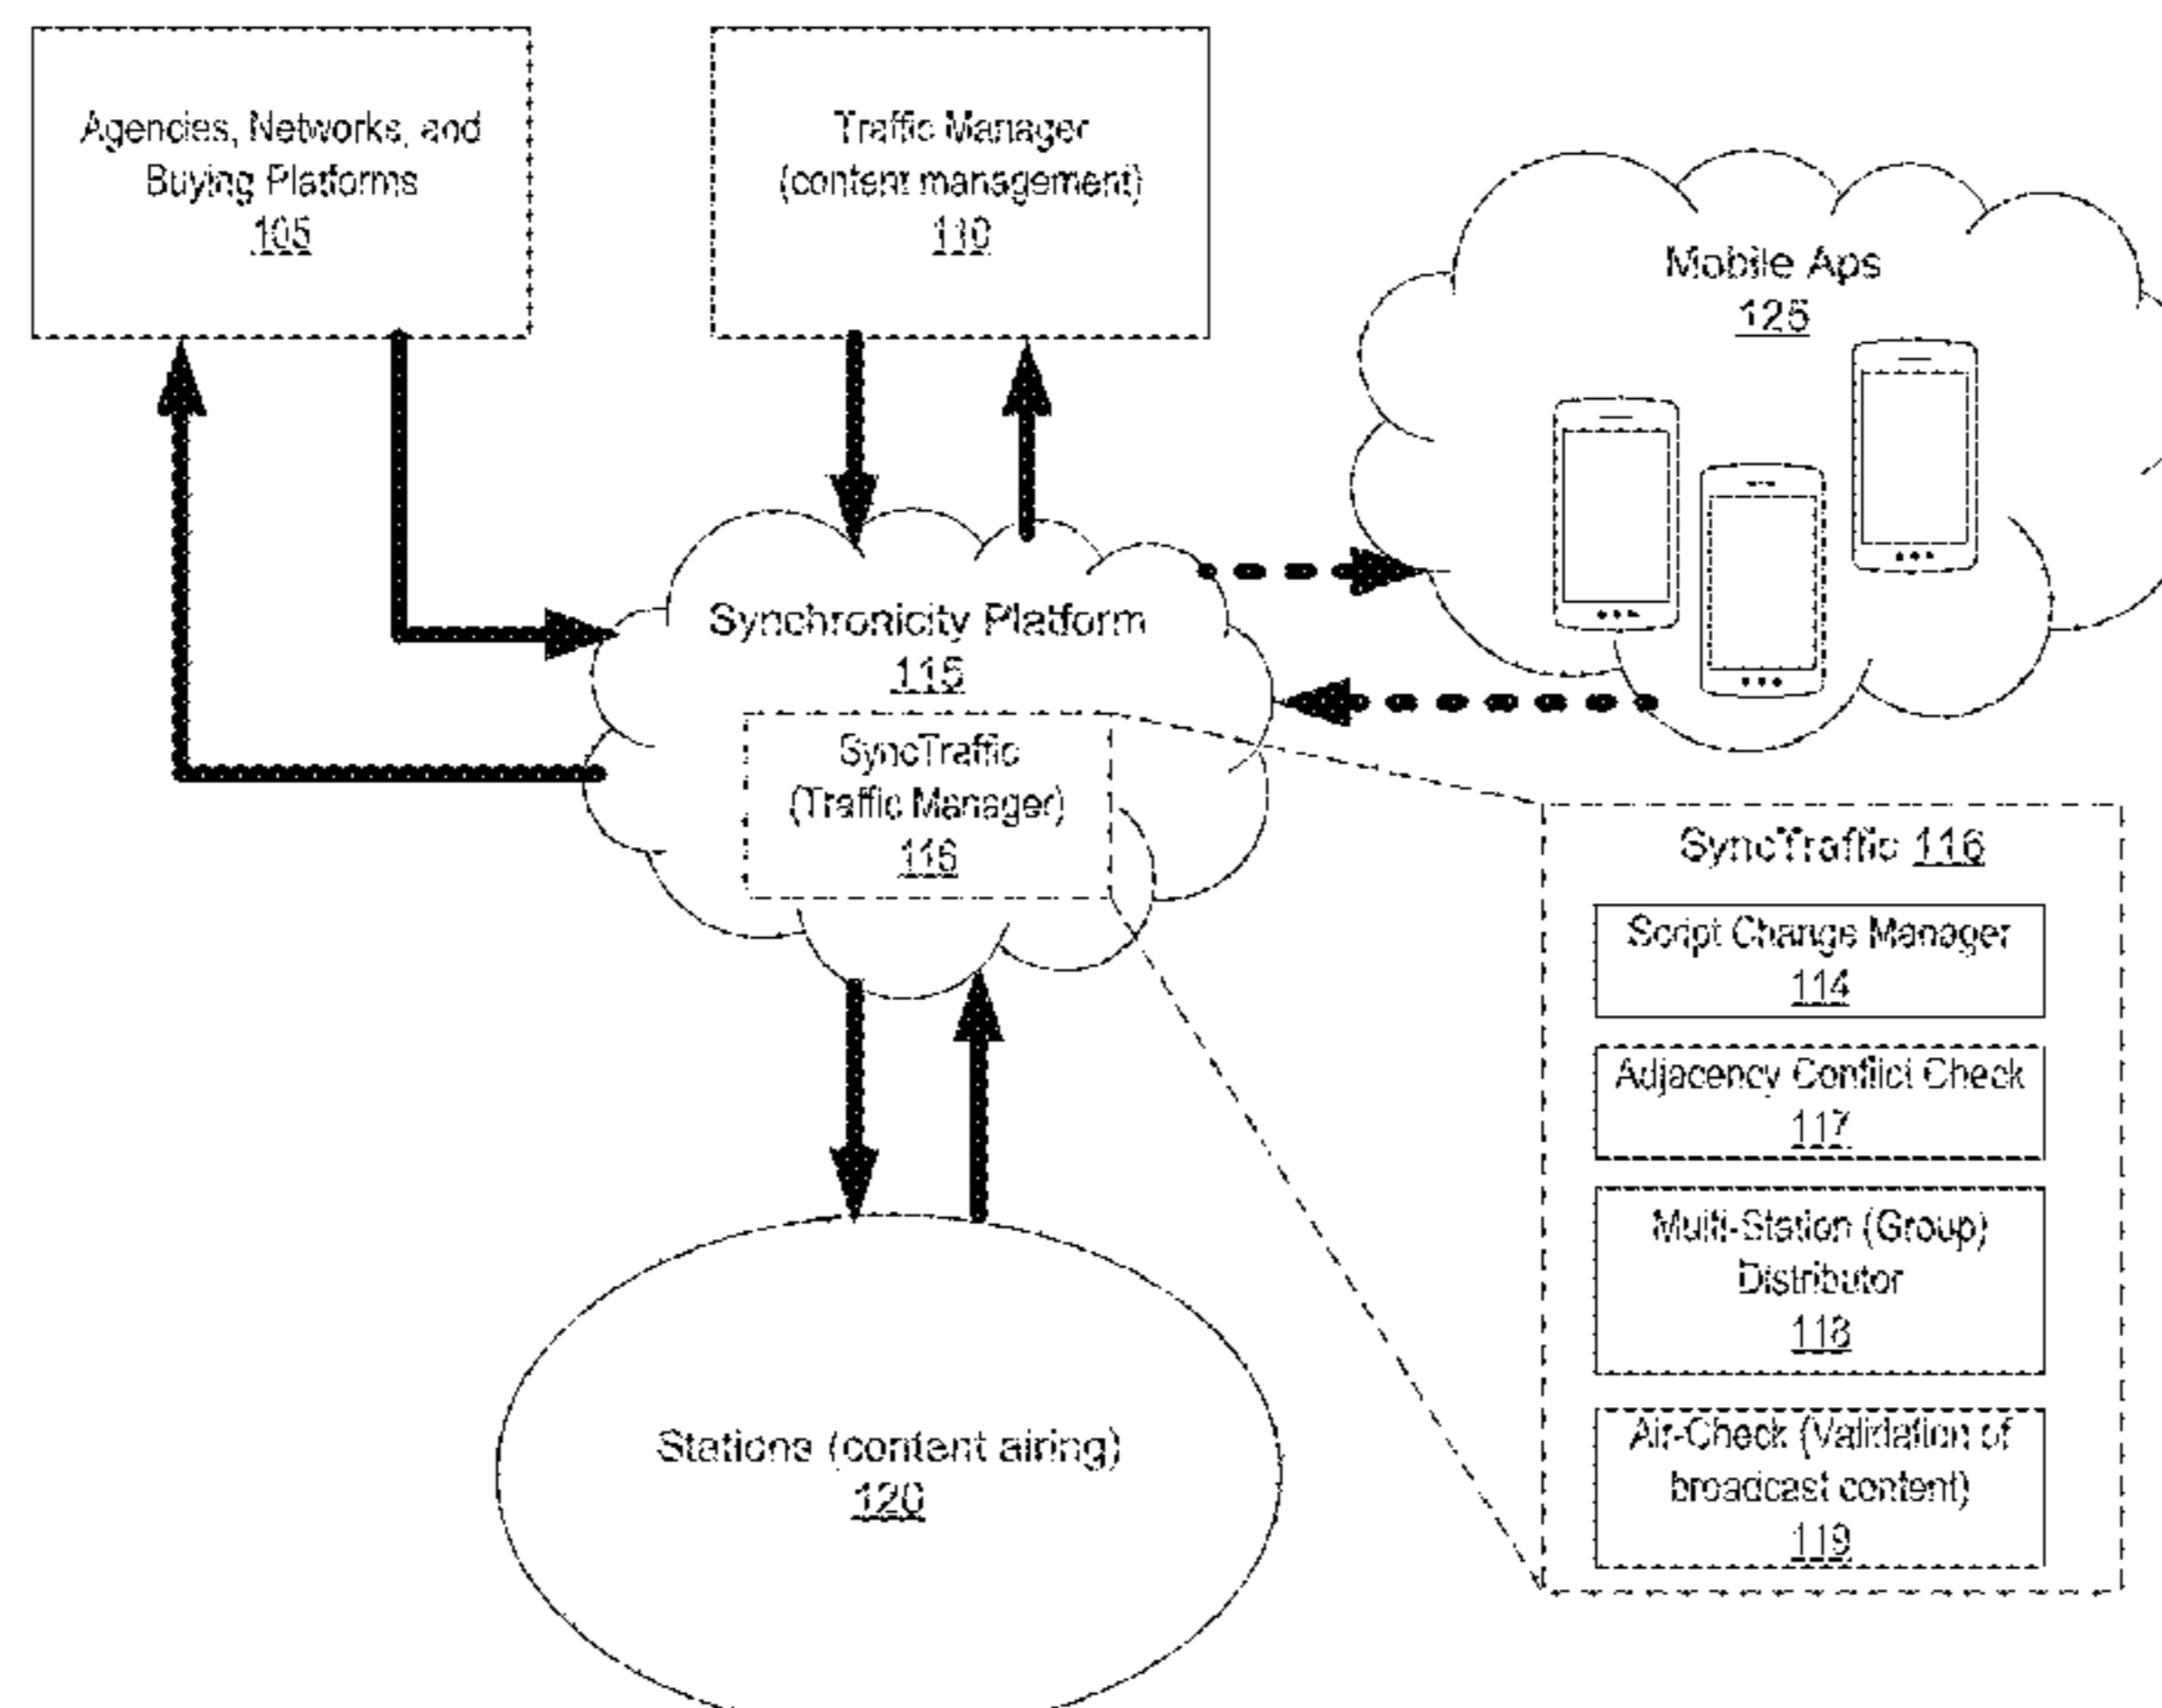 Agencies, Networks, and
Buying Platforms
105
Traffic Manager
(content management)
110
Mobile Aps
125
Synchronicity Platform
115
SyncTraffic
(Traffic Manager)
116
SyncTraffic 116
Script Change Manager
114
Adjacency Conflict Check
117
Multi-Station (Group)
Distributor
118
Air-Check (Validation of
broadcast content)
119
Stations (content airing)
120